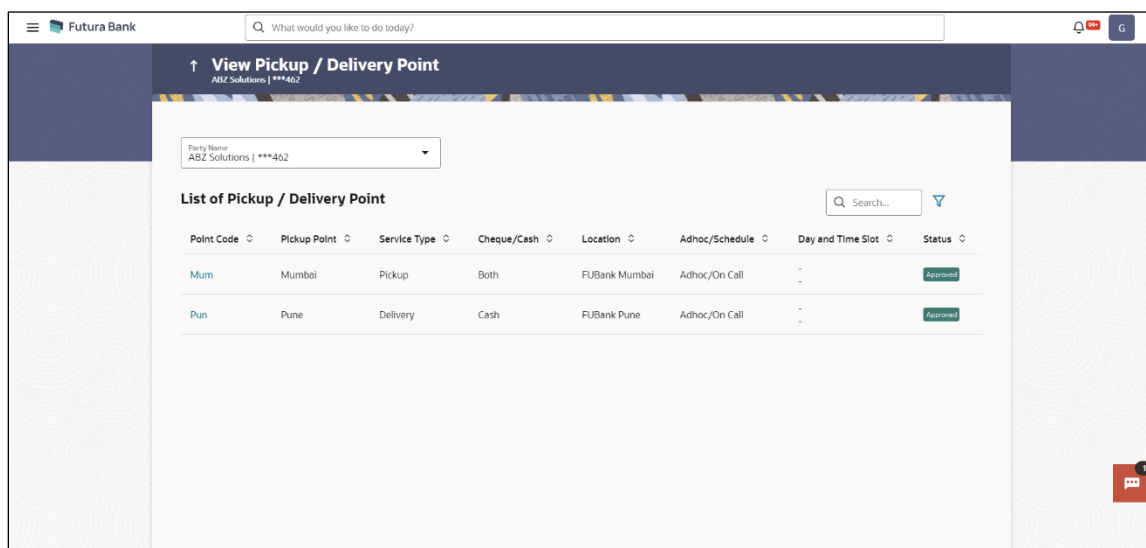 Futura Bank
What would you like to do today?
99+
G
↑ View Pickup / Delivery Point
ABZ Solutions | ***462
Party Name
ABZ Solutions | ***462
List of Pickup / Delivery Point
Search...
Point Code Pickup Point Service Type Cheque/Cash Location Adhoc/Schedule Day and Time Slot Status
Mum Mumbai Pickup Both FUBank Mumbai Adhoc/On Call - Approved
-
Pun Pune Delivery Cash FUBank Pune Adhoc/On Call - Approved
-
1